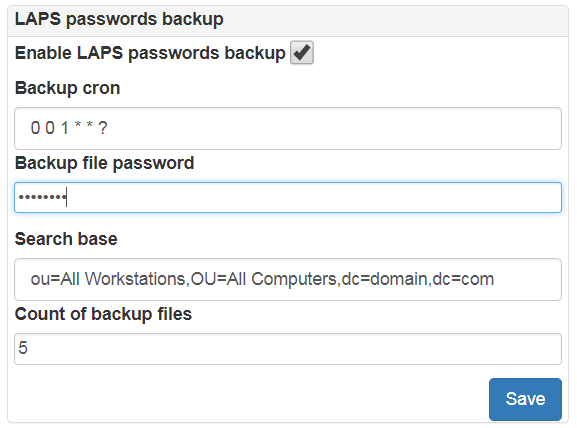 LAPS passwords backup
Enable LAPS passwords backup
Backup cron
0 0 1 * * ?
Backup file password
••••••••
Search base
ou=All Workstations,OU=All Computers,dc=domain,dc=com
Count of backup files
5
Save